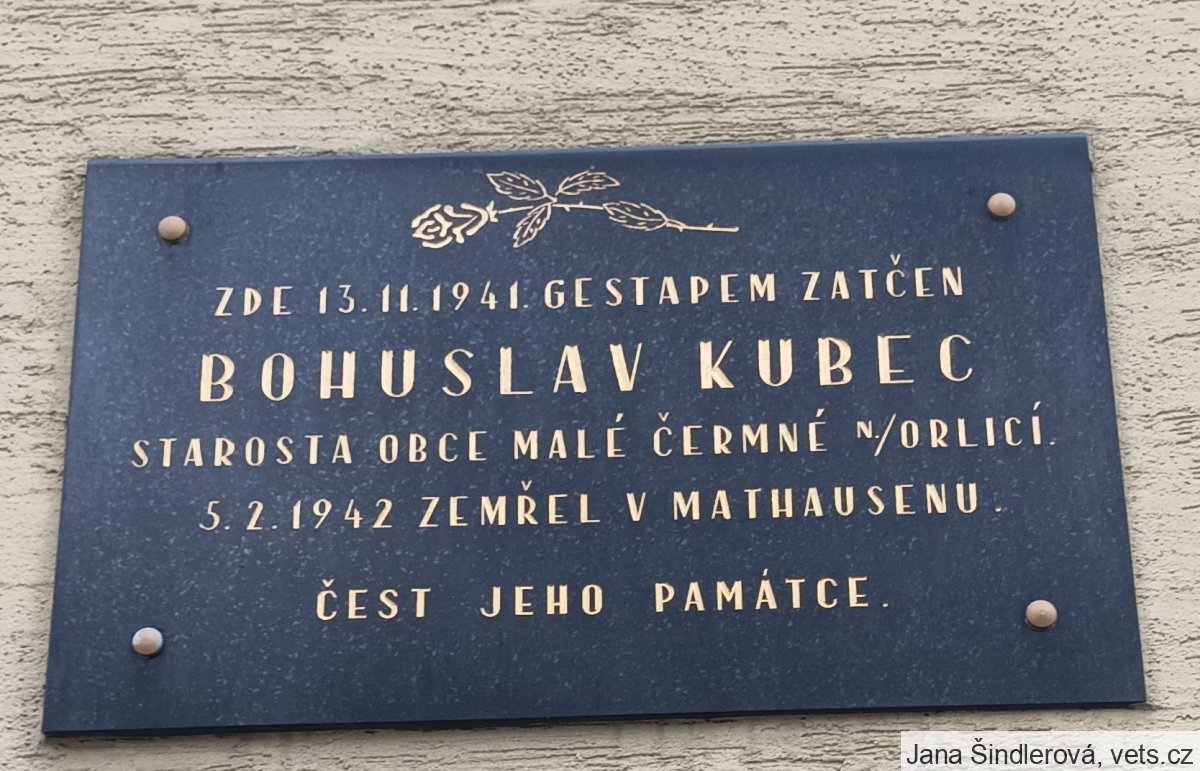 ZDE 13.11.1941. GESTAPEM ZATČEN
BOHUSLAV KUBEC
STAROSTA OBCE MALÉ ČERMNÉ N./ORLICÍ.
5.2.1942 ZEMŘEL V MATHAUSENU.
ČEST JEHO PAMÁTCE.
Jana Šindlerová, vets.cz